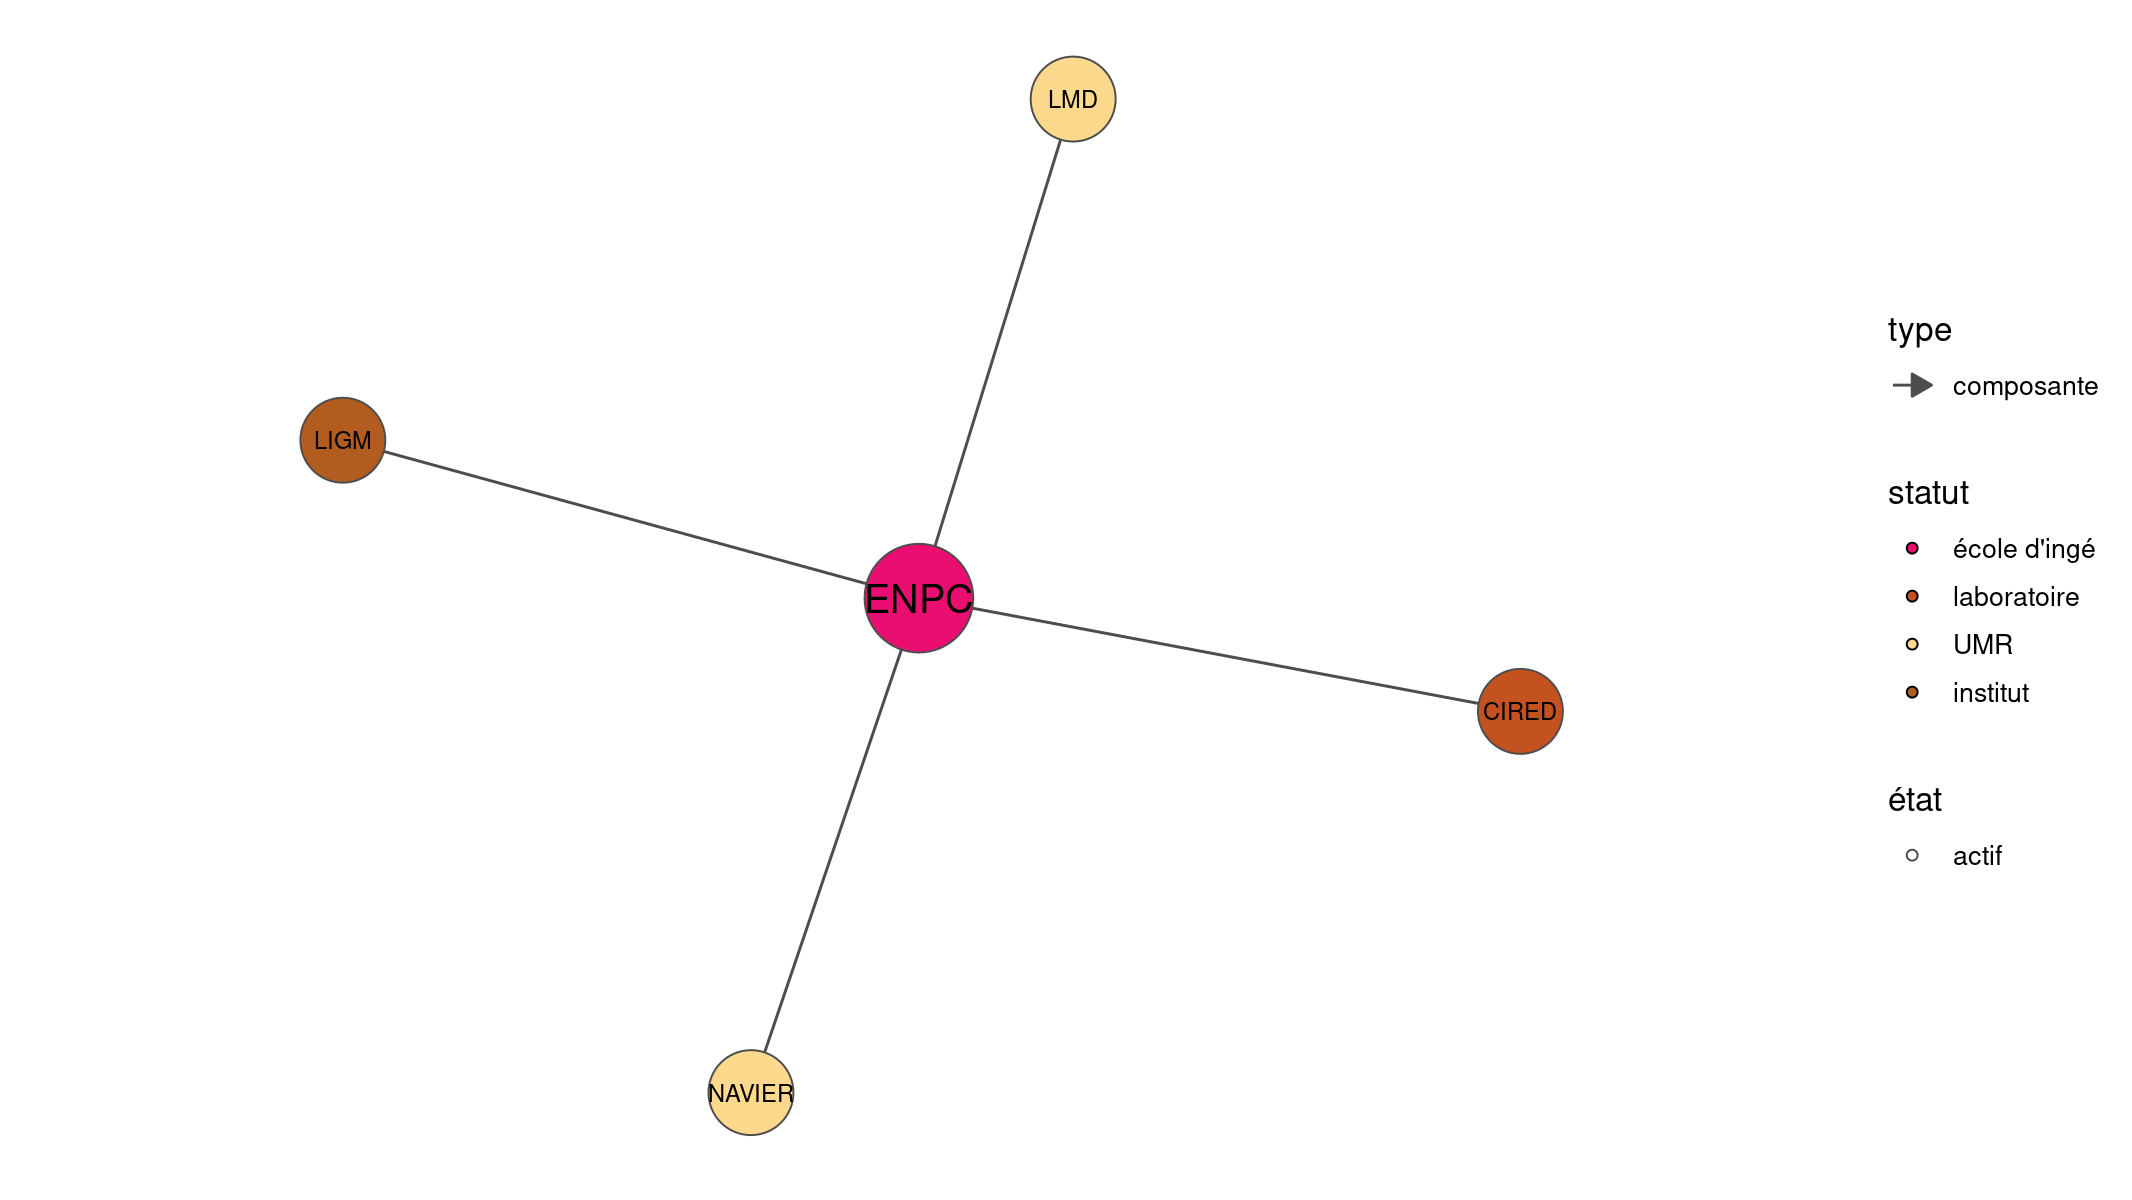 LMD
LIGM
ENPC
CIRED
NAVIER
type
composante
statut
école d'ingé
laboratoire
UMR
institut
état
actif